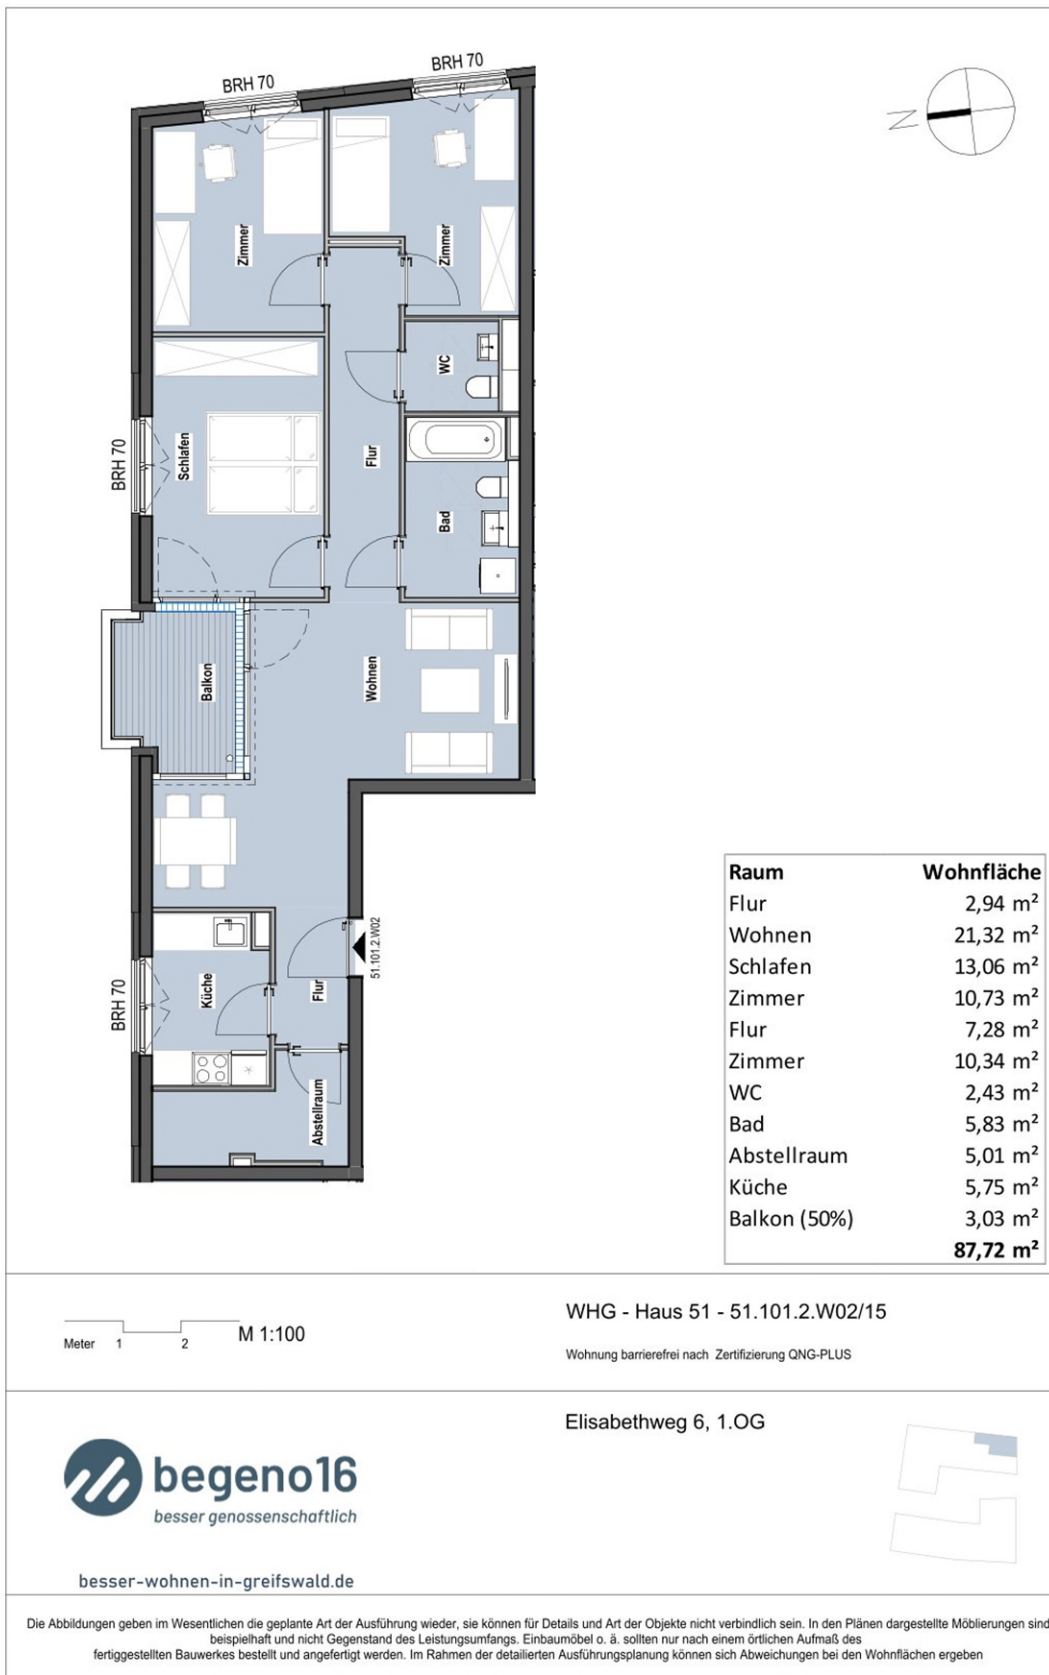 BRH 70
BRH 70
N
Zimmer
Zimmer
WC
BRH 70
Schlafen
Flur
Bad
Balkon
Wohnen
BRH 70
Küche
Flur
51.101.2.W02
Abstellraum
Raum Wohnfläche
Flur 2,94 m²
Wohnen 21,32 m²
Schlafen 13,06 m²
Zimmer 10,73 m²
Flur 7,28 m²
Zimmer 10,34 m²
WC 2,43 m²
Bad 5,83 m²
Abstellraum 5,01 m²
Küche 5,75 m²
Balkon (50%) 3,03 m²
87,72 m²
Meter 1 2 M 1:100
WHG - Haus 51 - 51.101.2.W02/15
Wohnung barrierefrei nach Zertifizierung QNG-PLUS
Elisabethweg 6, 1.OG
begeno16
besser genossenschaftlich
besser-wohnen-in-greifswald.de
Die Abbildungen geben im Wesentlichen die geplante Art der Ausführung wieder, sie können für Details und Art der Objekte nicht verbindlich sein. In den Plänen dargestellte Möblierungen sind
beispielhaft und nicht Gegenstand des Leistungsumfangs. Einbaumöbel o. ä. sollten nur nach einem örtlichen Aufmaß des
fertiggestellten Bauwerkes bestellt und angefertigt werden. Im Rahmen der detailierten Ausführungsplanung können sich Abweichungen bei den Wohnflächen ergeben